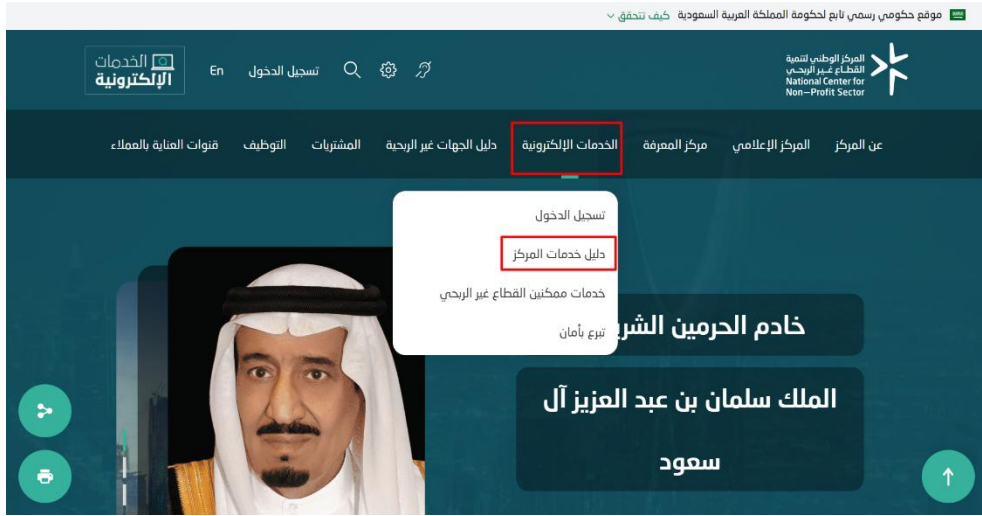 موقع حكومي رسمي تابع لحكومة المملكة العربية السعودية كيف تتحقق
المركز الوطني لتنمية
القطاع غير الربحي
National Center for
Non-Profit Sector
تسجيل الدخول
En
الخدمات
الإلكترونية
عن المركز
المركز الإعلامي
مركز المعرفة
الخدمات الإلكترونية
دليل الجهات غير الربحية
المشتريات
التوظيف
قنوات العناية بالعملاء
تسجيل الدخول
دليل خدمات المركز
خدمات ممكنين القطاع غير الربحي
تبرع بأمان
خادم الحرمين
الملك سلمان بن عبد العزيز آل
سعود